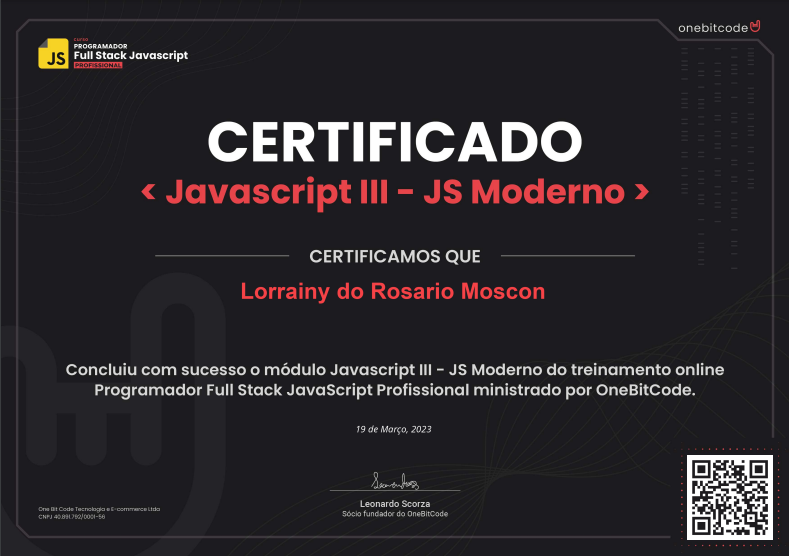 onebitcode
curso
PROGRAMADOR
Full Stack Javascript
PROFISSIONAL
JS
CERTIFICADO
< Javascript III - JS Moderno >
CERTIFICAMOS QUE
Lorrainy do Rosario Moscon
Concluiu com sucesso o módulo Javascript III - JS Moderno do treinamento online
Programador Full Stack JavaScript Profissional ministrado por OneBitCode.
19 de Março, 2023
Leonardo Scorza
Sócio fundador do OneBitCode
One Bit Code Tecnologia e E-commerce Ltda
CNPJ 40.891.792/0001-56